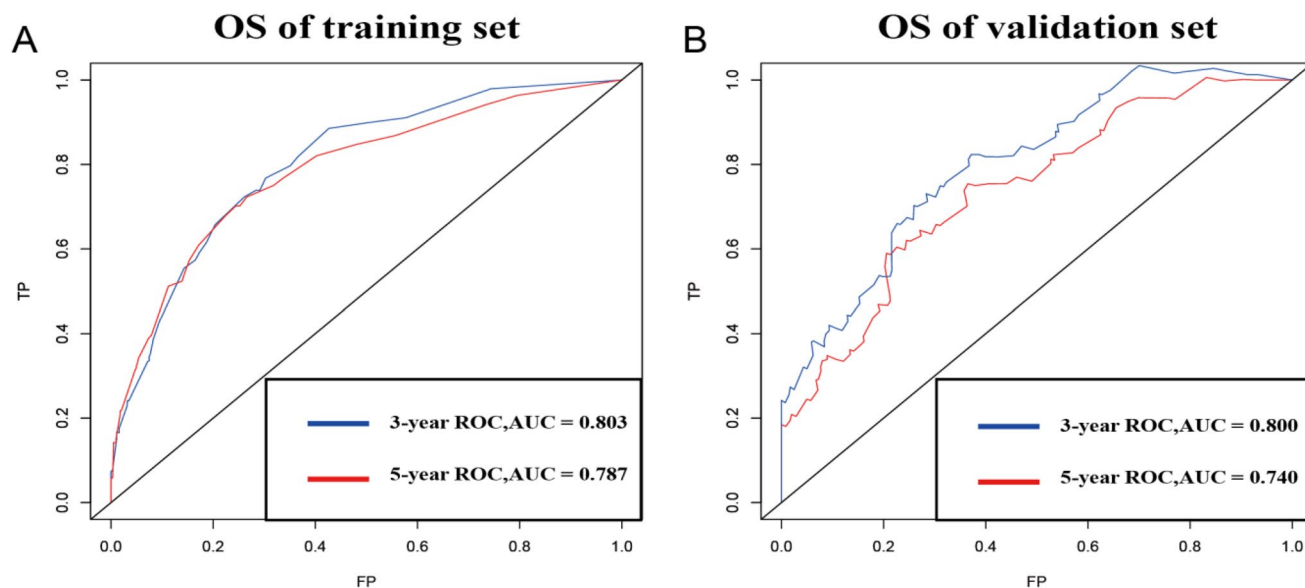 A
OS of training set
TP
1.0
0.8
0.6
0.4
0.2
0.0
3-year ROC,AUC = 0.803
5-year ROC,AUC = 0.787
0.0 0.2 0.4 0.6 0.8 1.0
FP
B
OS of validation set
TP
1.0
0.8
0.6
0.4
0.2
0.0
3-year ROC,AUC = 0.800
5-year ROC,AUC = 0.740
0.0 0.2 0.4 0.6 0.8 1.0
FP